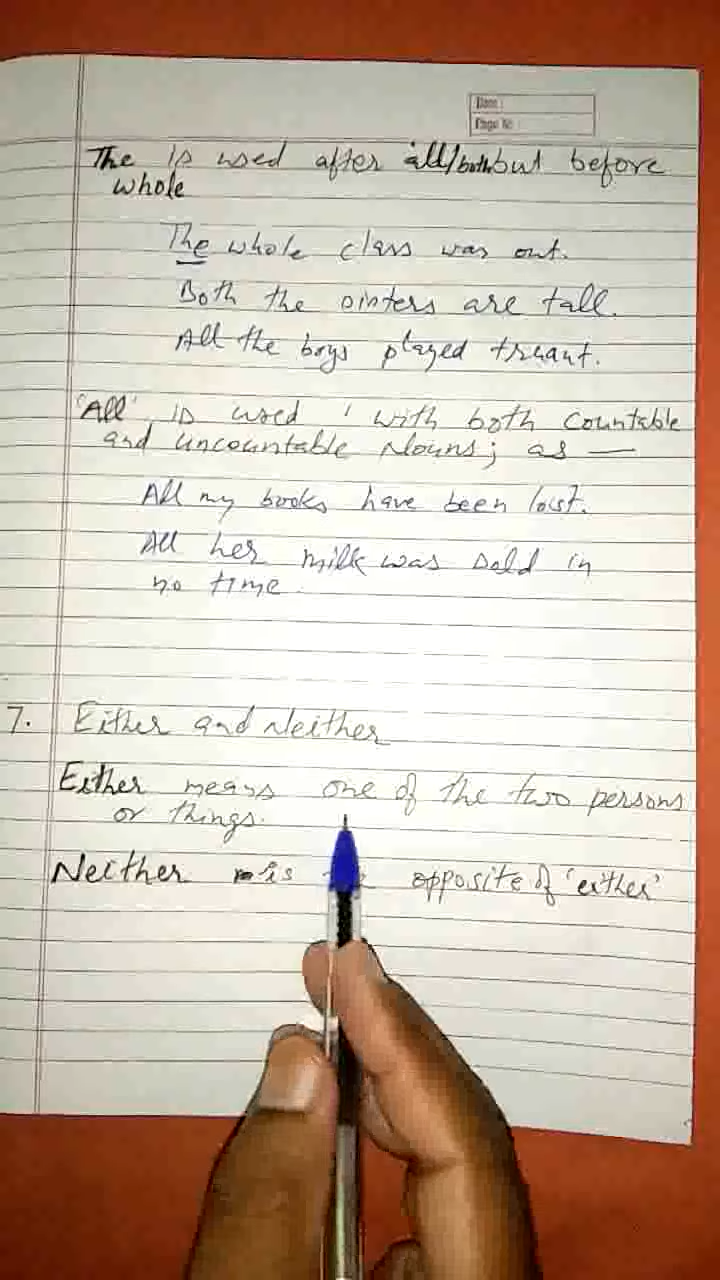 Date :
Page No :
The is used after all/both but before
whole
The whole class was out.
Both the sisters are tall.
All the boys played truant.
'All' is used ' with both countable
and uncountable Nouns; as —
All my books have been lost.
All her milk was sold in
no time.
7. Either and Neither
Either means one of the two persons
or things.
Neither is opposite of 'either'